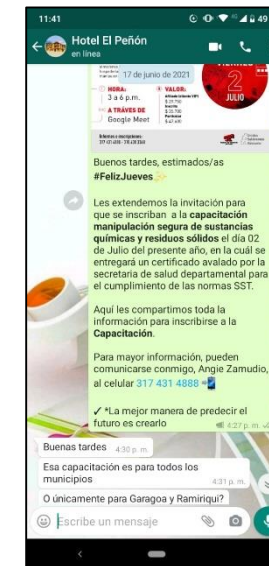 11:41
49
Hotel El Peñón
en línea
17 de junio de 2021
VIERNES
2
JULIO
HORA:
3 a 6 p.m.
A TRÁVES DE
Google Meet
VALOR:
Buenos tardes, estimados/as
#FelizJueves✨
Les extendemos la invitación para
que se inscriban a la capacitación
manipulación segura de sustancias
químicas y residuos sólidos el día 02
de Julio del presente año, en la cuál se
entregará un certificado avalado por la
secretaria de salud departamental para
el cumplimiento de las normas SST.
Aquí les compartimos toda la
información para inscribirse a la
Capacitación.
Para mayor información, pueden
comunicarse conmigo, Angie Zamudio,
al celular 317 431 4888 📲
✓ *La mejor manera de predecir el
futuro es crearlo
4:27 p. m.
Buenas tardes 4:30 p. m.
Esa capacitación es para todos los
municipios 4:31 p. m.
O únicamente para Garagoa y Ramiriqui?
Escribe un mensaje